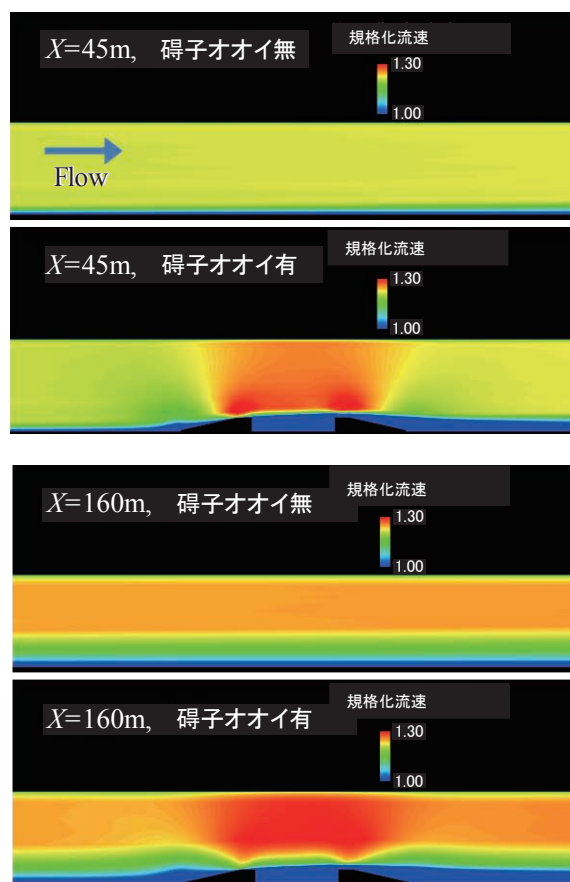 X=45m, 碍子オオイ無
規格化流速
1.30
1.00
Flow
X=45m, 碍子オオイ有
規格化流速
1.30
1.00
X=160m, 碍子オオイ無
規格化流速
1.30
1.00
X=160m, 碍子オオイ有
規格化流速
1.30
1.00